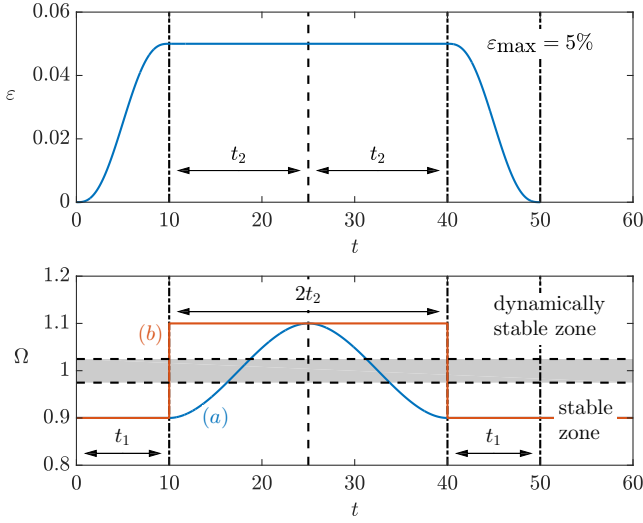 0.06
ε_max = 5%
0.04
ε
0.02
t_2
t_2
0
0 10 20 30 40 50 60
t
1.2
2t_2
dynamically
stable zone
1.1
(b)
Ω
1
(a)
0.9
stable
zone
t_1
t_1
0.8
0 10 20 30 40 50 60
t